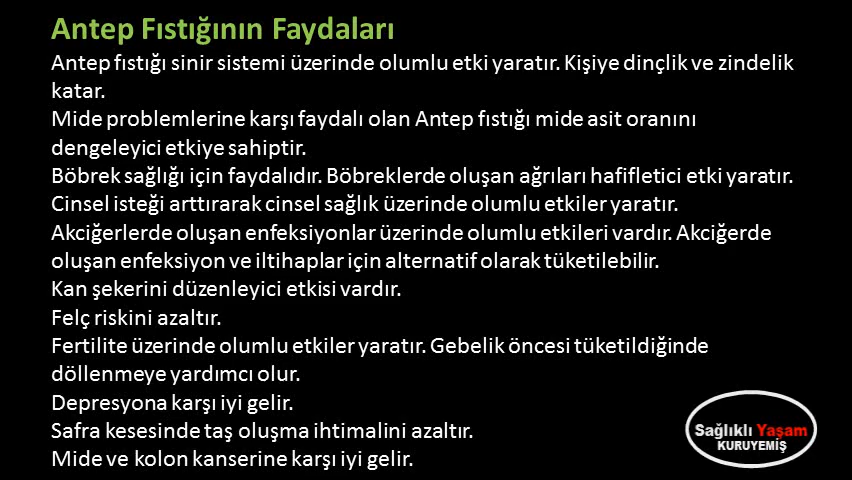 Antep Fıstığının Faydaları
Antep fıstığı sinir sistemi üzerinde olumlu etki yaratır. Kişiye dinçlik ve zindelik
katar.
Mide problemlerine karşı faydalı olan Antep fıstığı mide asit oranını
dengeleyici etkiye sahiptir.
Böbrek sağlığı için faydalıdır. Böbreklerde oluşan ağrıları hafifletici etki yaratır.
Cinsel isteği arttırarak cinsel sağlık üzerinde olumlu etkiler yaratır.
Akciğerlerde oluşan enfeksiyonlar üzerinde olumlu etkileri vardır. Akciğerde
oluşan enfeksiyon ve iltihaplar için alternatif olarak tüketilebilir.
Kan şekerini düzenleyici etkisi vardır.
Felç riskini azaltır.
Fertilite üzerinde olumlu etkiler yaratır. Gebelik öncesi tüketildiğinde
döllenmeye yardımcı olur.
Depresyona karşı iyi gelir.
Safra kesesinde taş oluşma ihtimalini azaltır.
Mide ve kolon kanserine karşı iyi gelir.
Sağlıklı Yaşam
KURUYEMİŞ